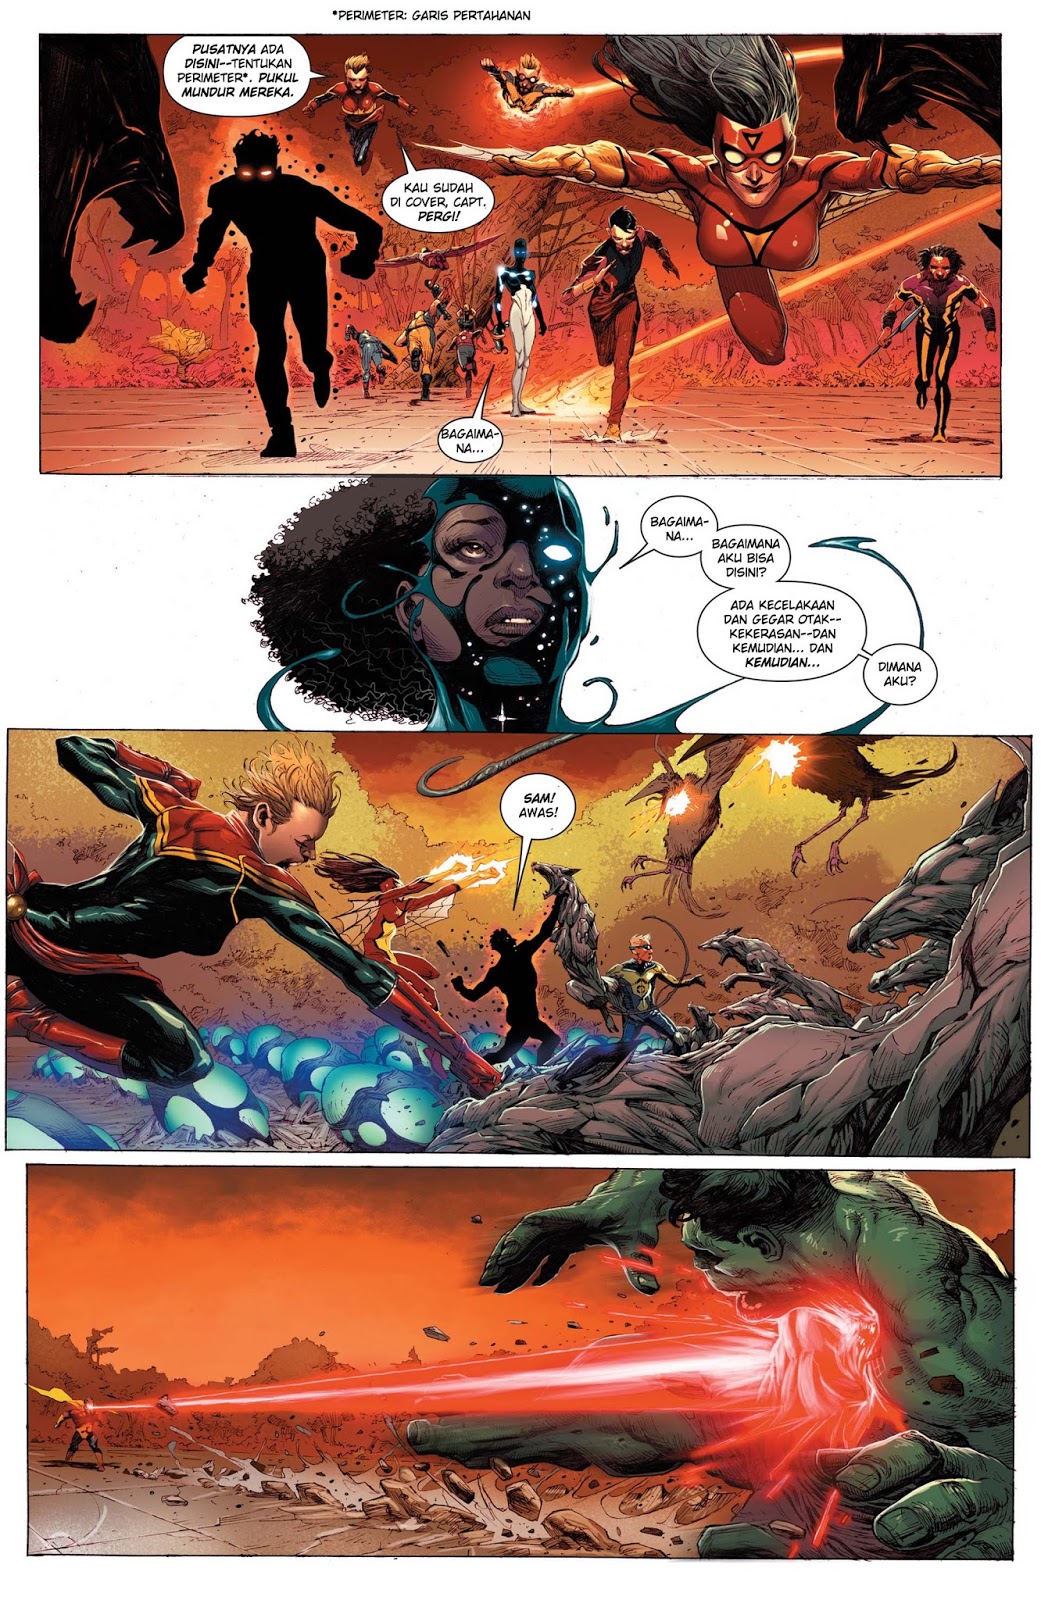 *PERIMETER: GARIS PERTAHANAN
PUSATNYA ADA
DISINI--TENTUKAN
PERIMETER*. PUKUL
MUNDUR MEREKA.
KAU SUDAH
DI COVER, CAPT.
PERGI!
BAGAIMA-
NA...
BAGAIMA-
NA...
BAGAIMANA
AKU BISA
DISINI?
ADA KECELAKAAN
DAN GEGAR OTAK--
KEKERASAN--DAN
KEMUDIAN... DAN
KEMUDIAN...
DIMANA
AKU?
SAM!
AWAS!